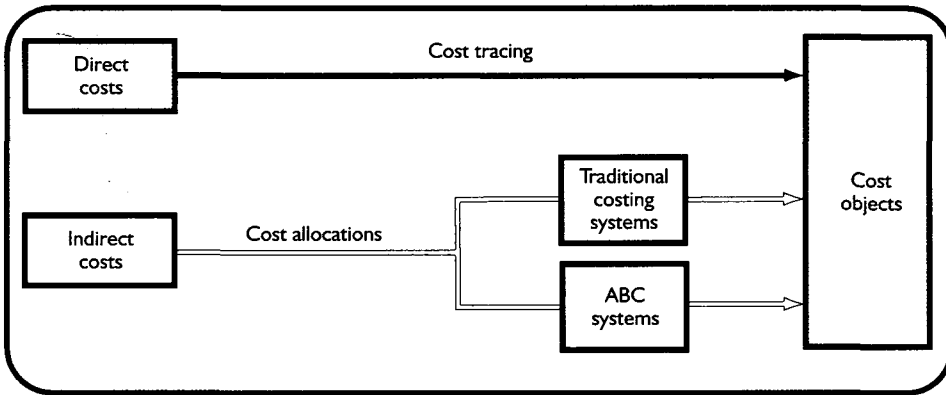 Cost tracing
Direct
costs
Traditional
costing
systems
Cost
objects
Cost allocations
Indirect
costs
ABC
systems